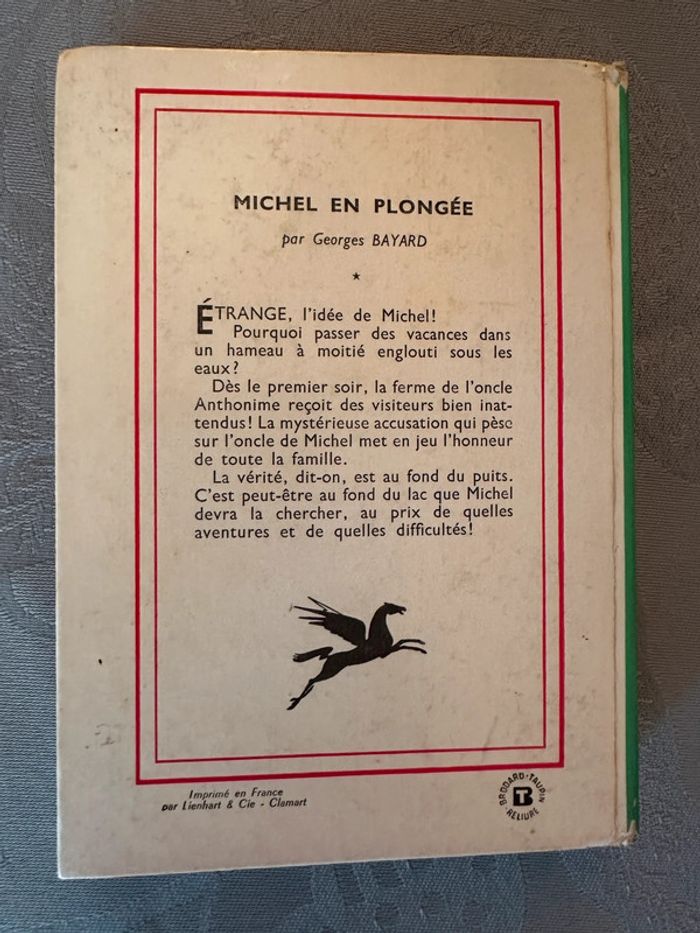 MICHEL EN PLONGÉE
par Georges BAYARD
ÉTRANGE, l'idée de Michel!
Pourquoi passer des vacances dans
un hameau à moitié englouti sous les
eaux?
Dès le premier soir, la ferme de l'oncle
Anthonime reçoit des visiteurs bien inat-
tendus! La mystérieuse accusation qui pèse
sur l'oncle de Michel met en jeu l'honneur
de toute la famille.
La vérité, dit-on, est au fond du puits.
C'est peut-être au fond du lac que Michel
devra la chercher, au prix de quelles
aventures et de quelles difficultés!
Imprimé en France
par Lienhart & Cie - Clamart
BRODARD-TAUPIN
BT
RELIURE